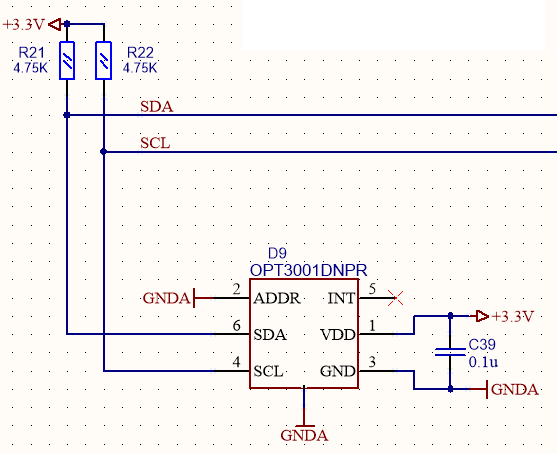 +3.3V
R21 R22
4.75K 4.75K
SDA
SCL
D9
OPT3001DNPR
GNDA 2 ADDR INT 5
6 SDA VDD 1 +3.3V
C39
0.1u
4 SCL GND 3
GNDA
GNDA